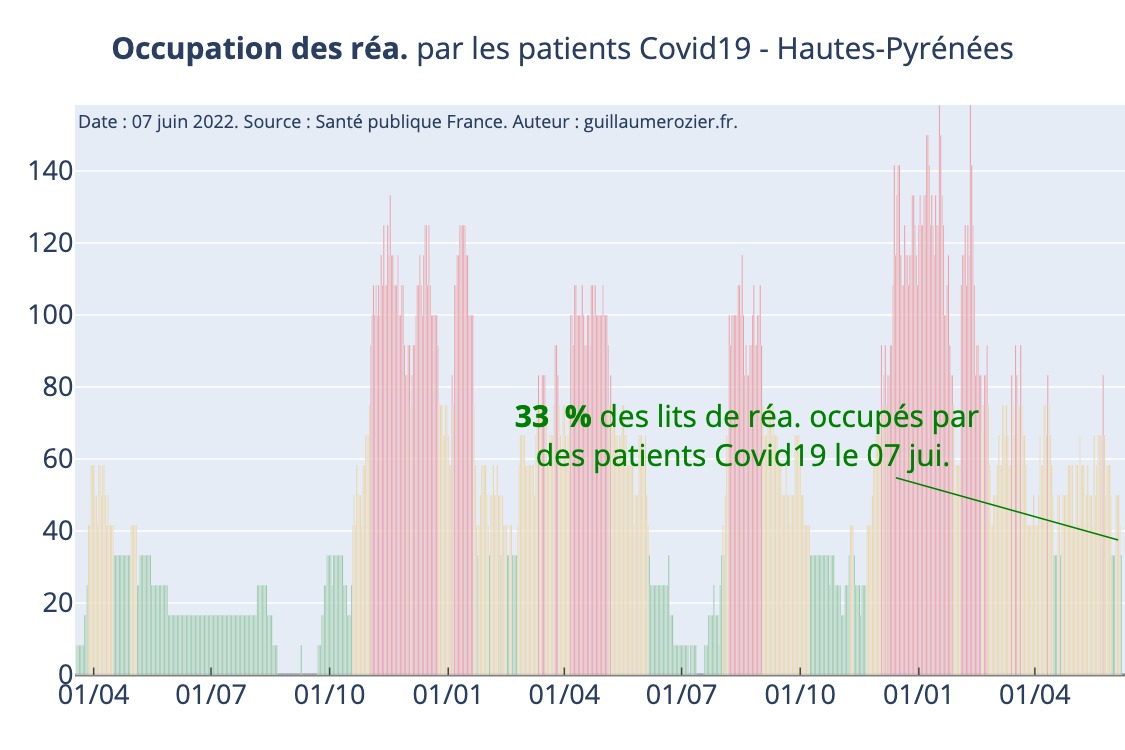 Occupation des réa. par les patients Covid19 - Hautes-Pyrénées
Date : 07 juin 2022. Source : Santé publique France. Auteur : guillaumerozier.fr.
140
120
100
80
33 % des lits de réa. occupés par
des patients Covid19 le 07 jui.
60
40
20
0
01/04 01/07 01/10 01/01 01/04 01/07 01/10 01/01 01/04